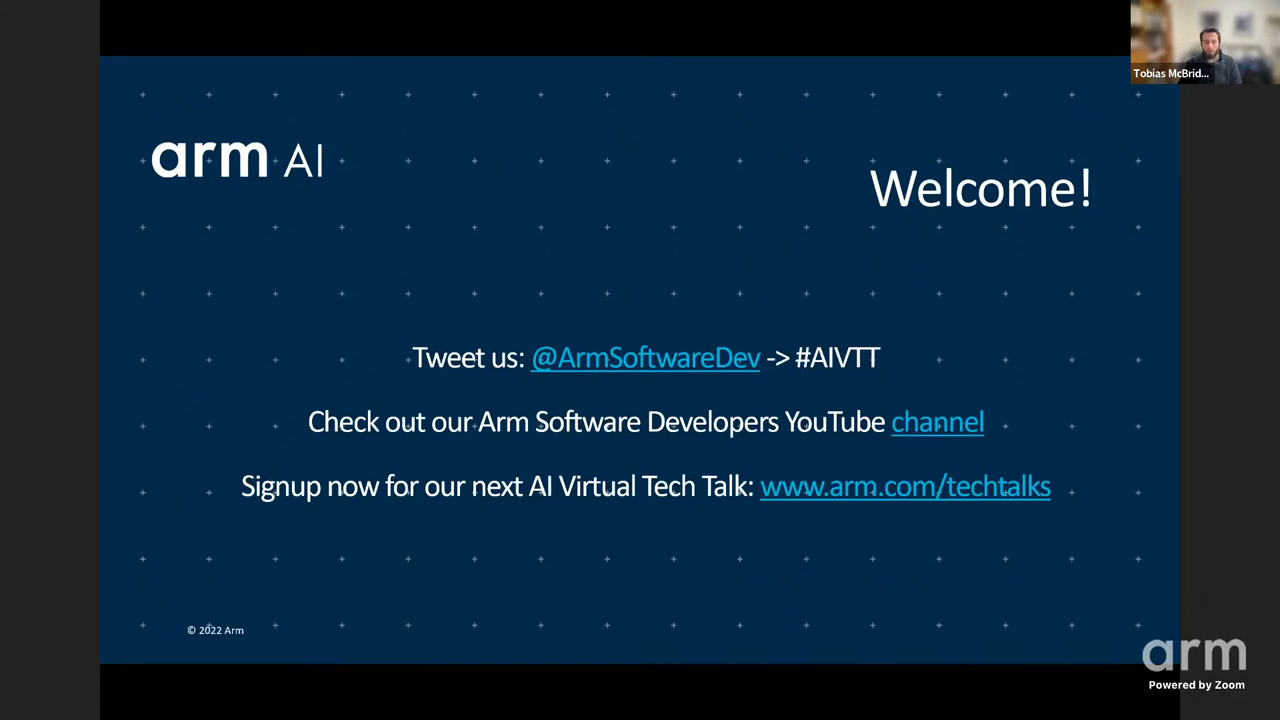 Tobias McBrid...
arm AI
Welcome!
Tweet us: @ArmSoftwareDev -> #AIVTT
Check out our Arm Software Developers YouTube channel
Signup now for our next AI Virtual Tech Talk: www.arm.com/techtalks
© 2022 Arm
arm
Powered by Zoom